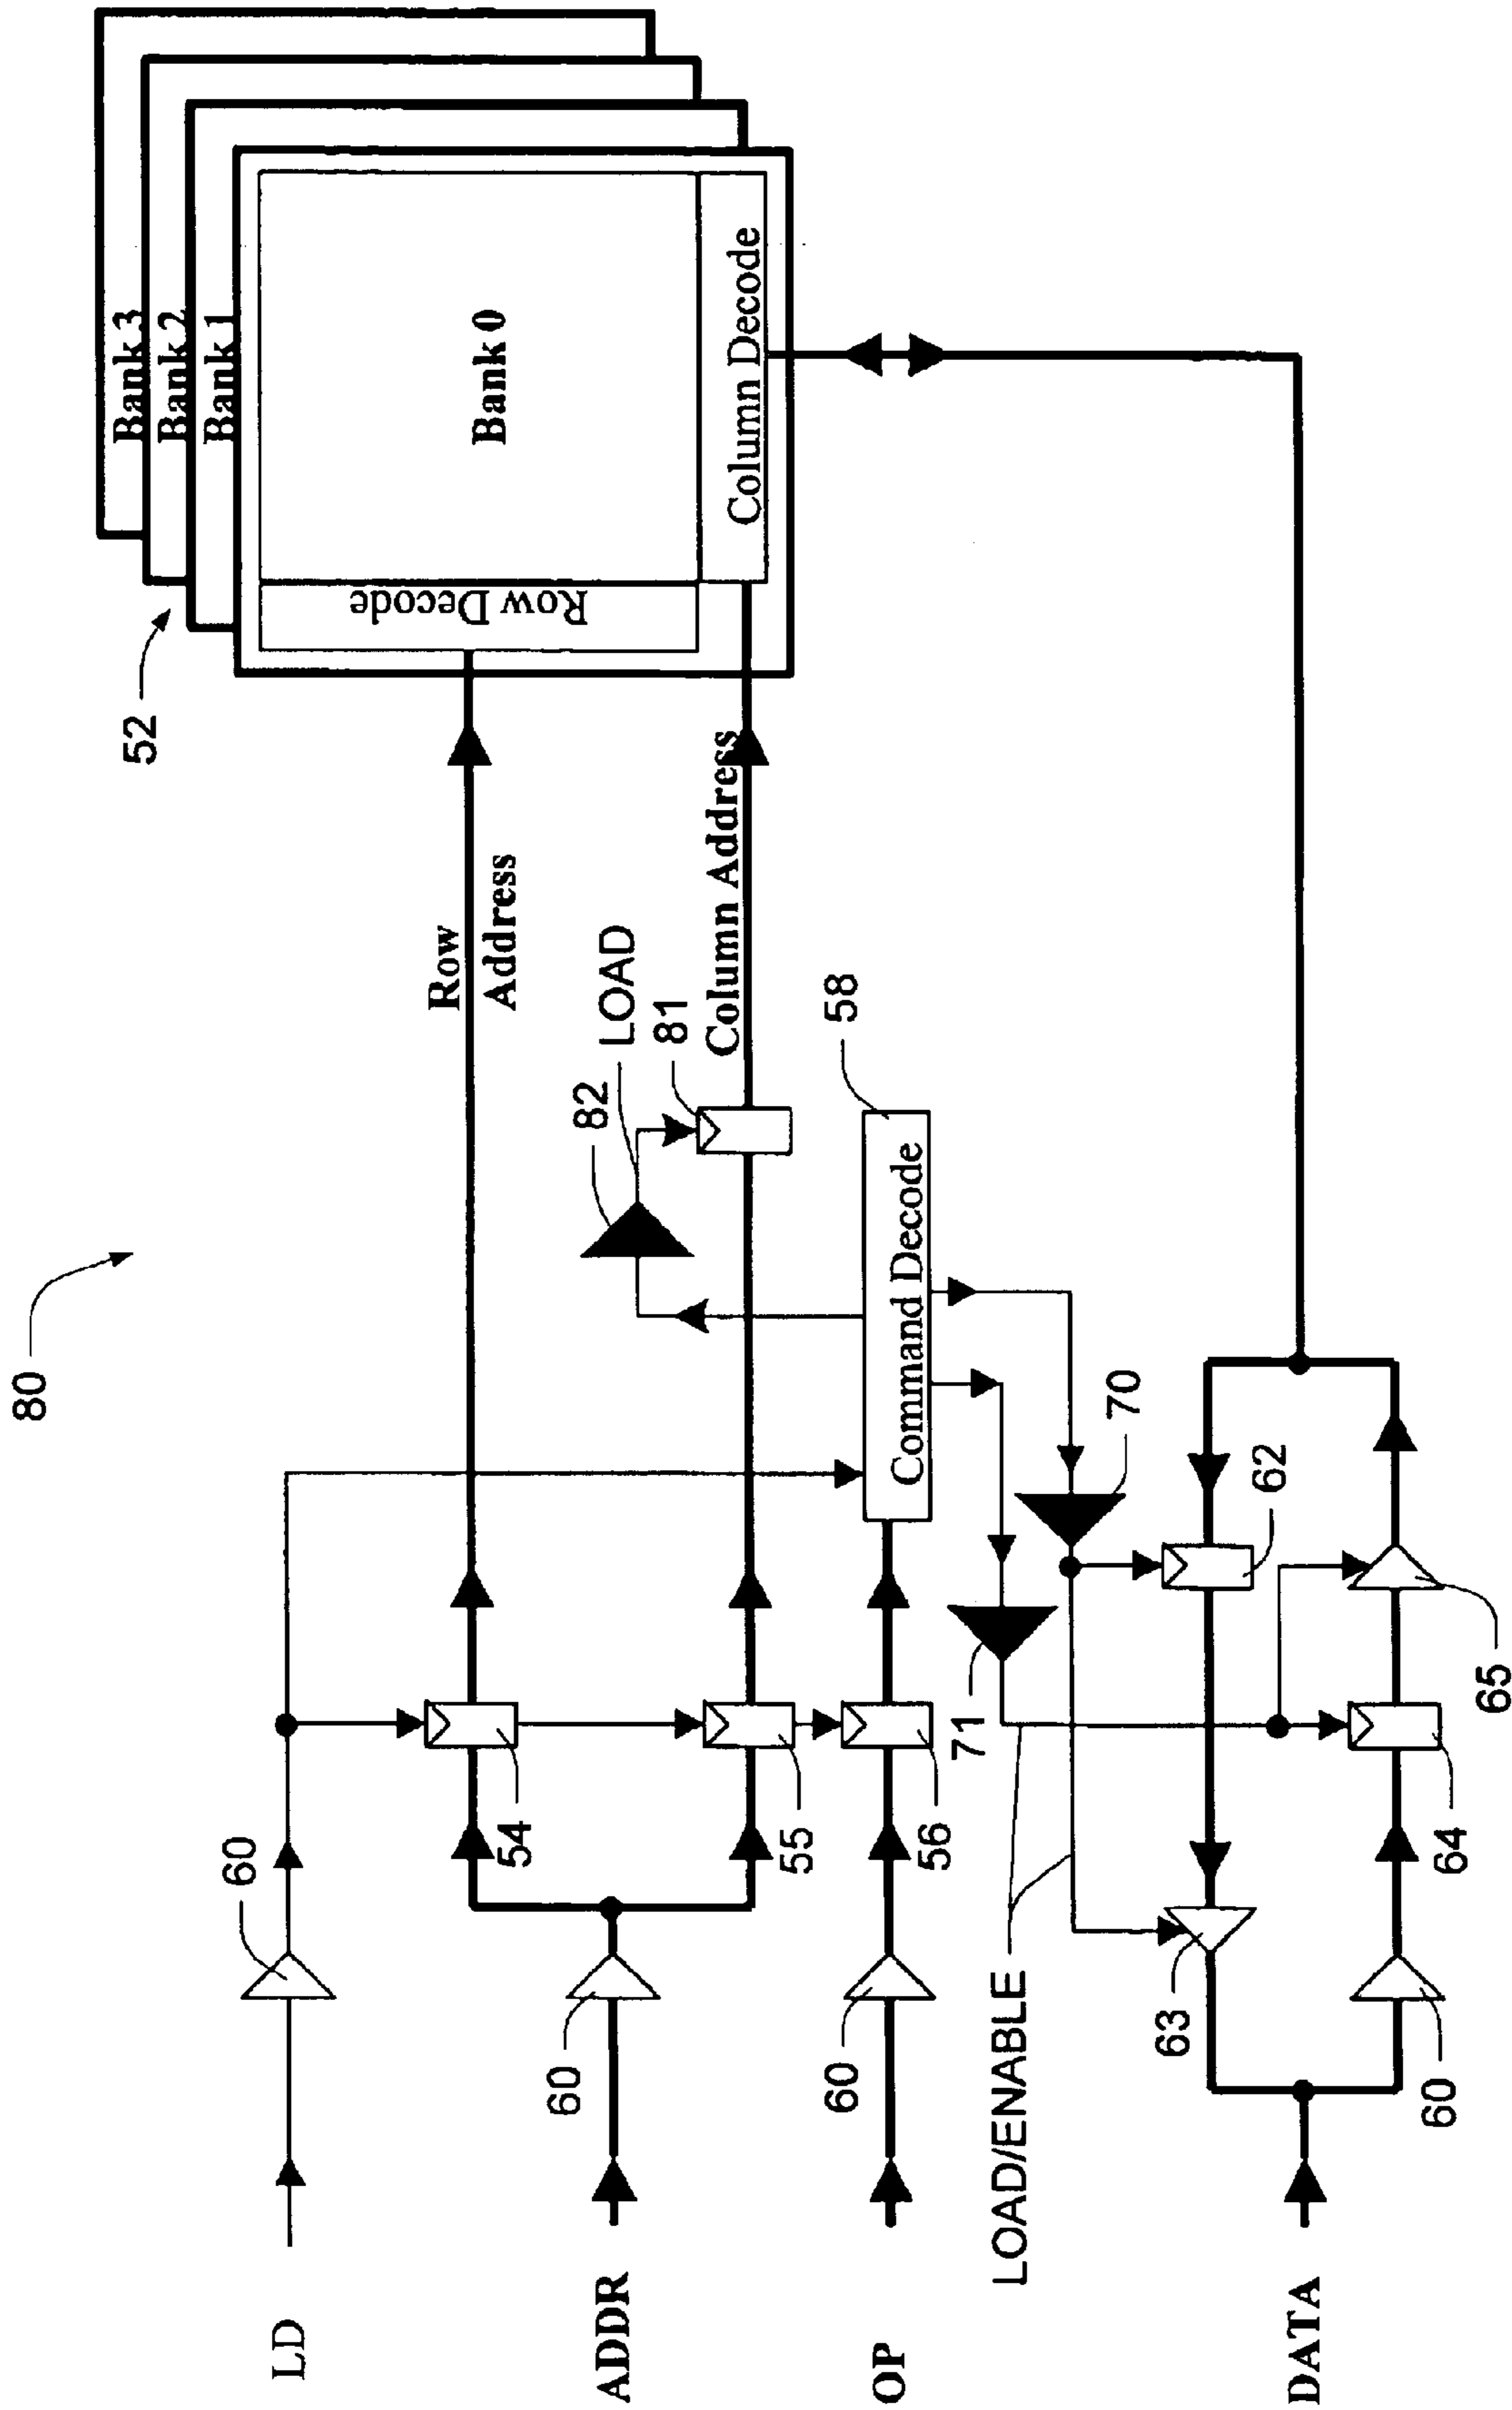 80
52
Bank 3
Bank 2
Bank 1
Bank 0
Row Decode
Column Decode
Row
Address
Column Address
LOAD
82
81
58
Command Decode
70
71
62
65
64
63
54
55
56
60
60
60
60
LOAD/ENABLE
LD
ADDR
OP
DATA